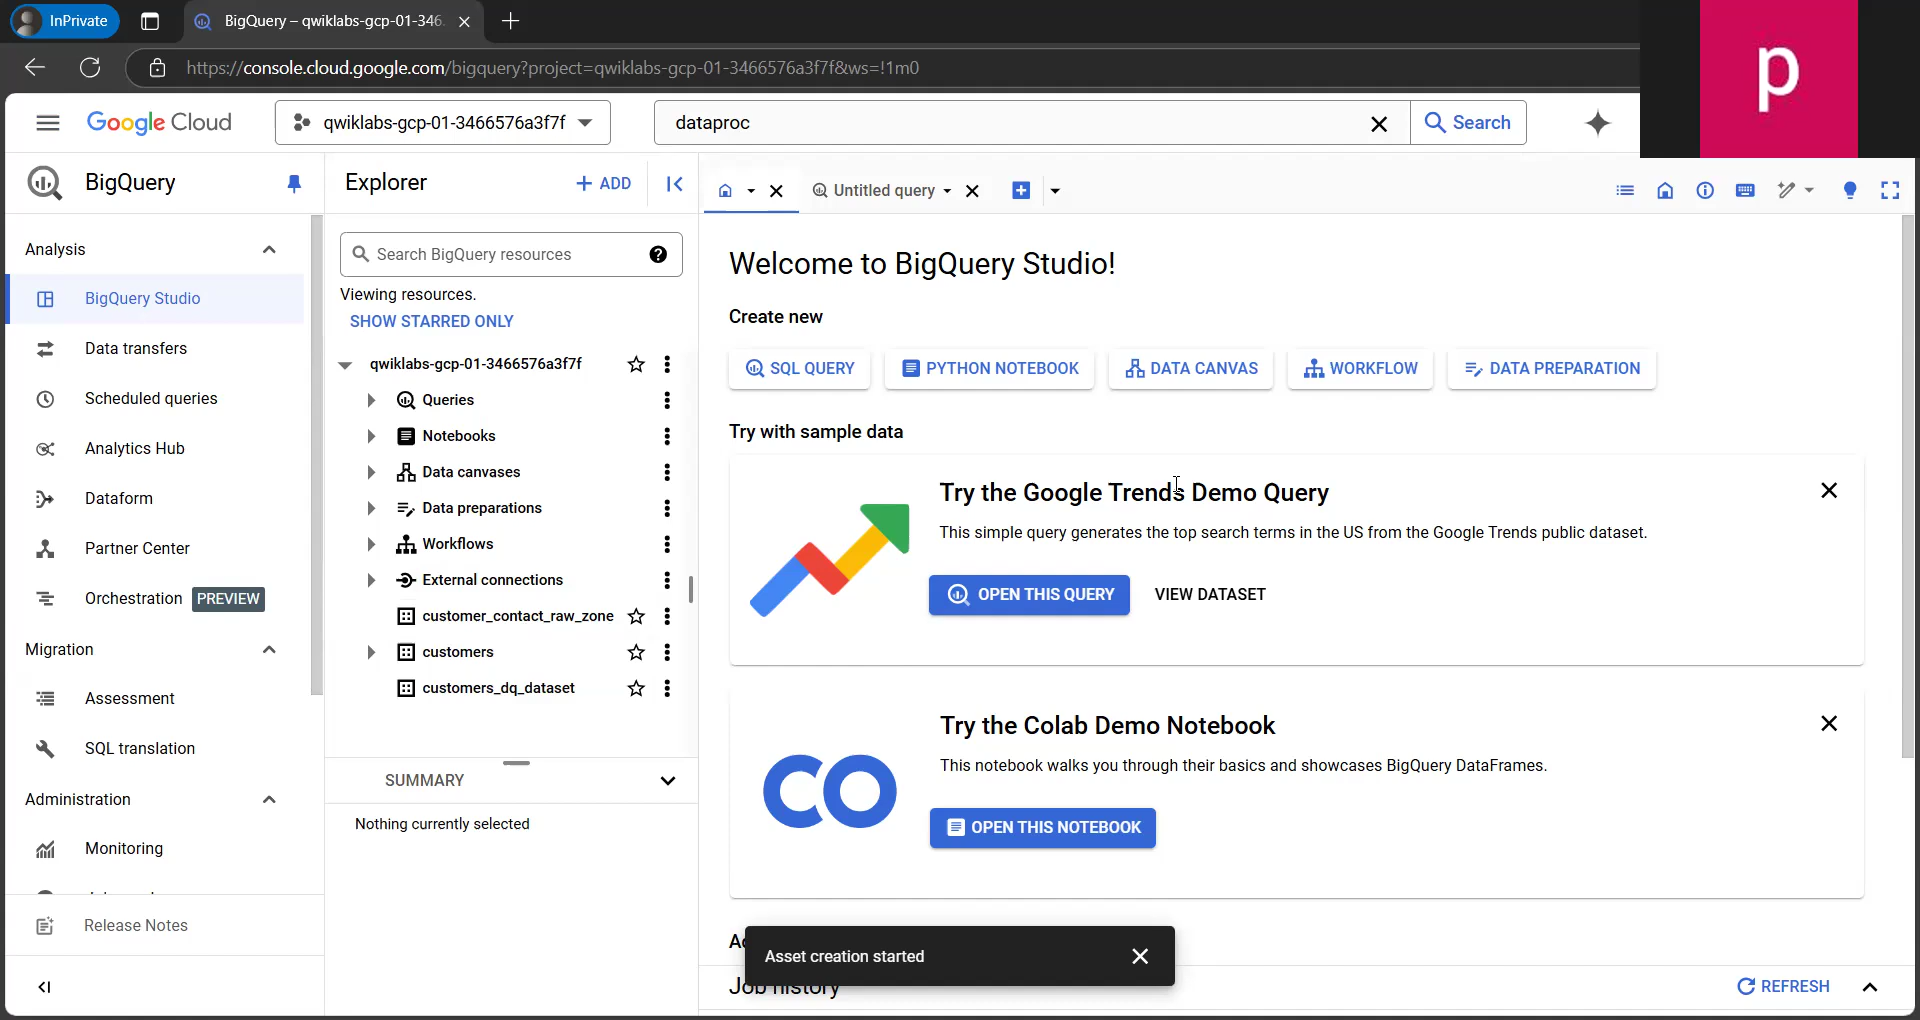 InPrivate
BigQuery – qwiklabs-gcp-01-346
https://console.cloud.google.com/bigquery?project=qwiklabs-gcp-01-3466576a3f7f&ws=!1m0
p
Google Cloud
qwiklabs-gcp-01-3466576a3f7f
dataproc
Search
BigQuery
Explorer
+ ADD
Untitled query
Analysis
BigQuery Studio
Data transfers
Scheduled queries
Analytics Hub
Dataform
Partner Center
Orchestration PREVIEW
Migration
Assessment
SQL translation
Administration
Monitoring
Release Notes
Search BigQuery resources
Viewing resources.
SHOW STARRED ONLY
qwiklabs-gcp-01-3466576a3f7f
Queries
Notebooks
Data canvases
Data preparations
Workflows
External connections
customer_contact_raw_zone
customers
customers_dq_dataset
SUMMARY
Nothing currently selected
Welcome to BigQuery Studio!
Create new
SQL QUERY
PYTHON NOTEBOOK
DATA CANVAS
WORKFLOW
DATA PREPARATION
Try with sample data
Try the Google Trends Demo Query
This simple query generates the top search terms in the US from the Google Trends public dataset.
OPEN THIS QUERY
VIEW DATASET
CO
Try the Colab Demo Notebook
This notebook walks you through their basics and showcases BigQuery DataFrames.
OPEN THIS NOTEBOOK
Asset creation started
Job history
REFRESH